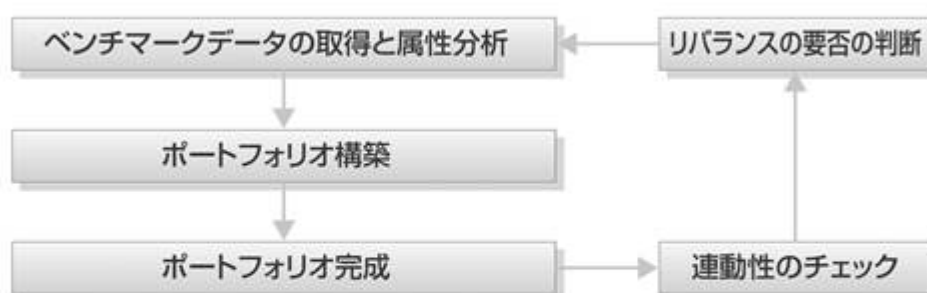 ベンチマークデータの取得と属性分析
ポートフォリオ構築
ポートフォリオ完成
連動性のチェック
リバランスの要否の判断